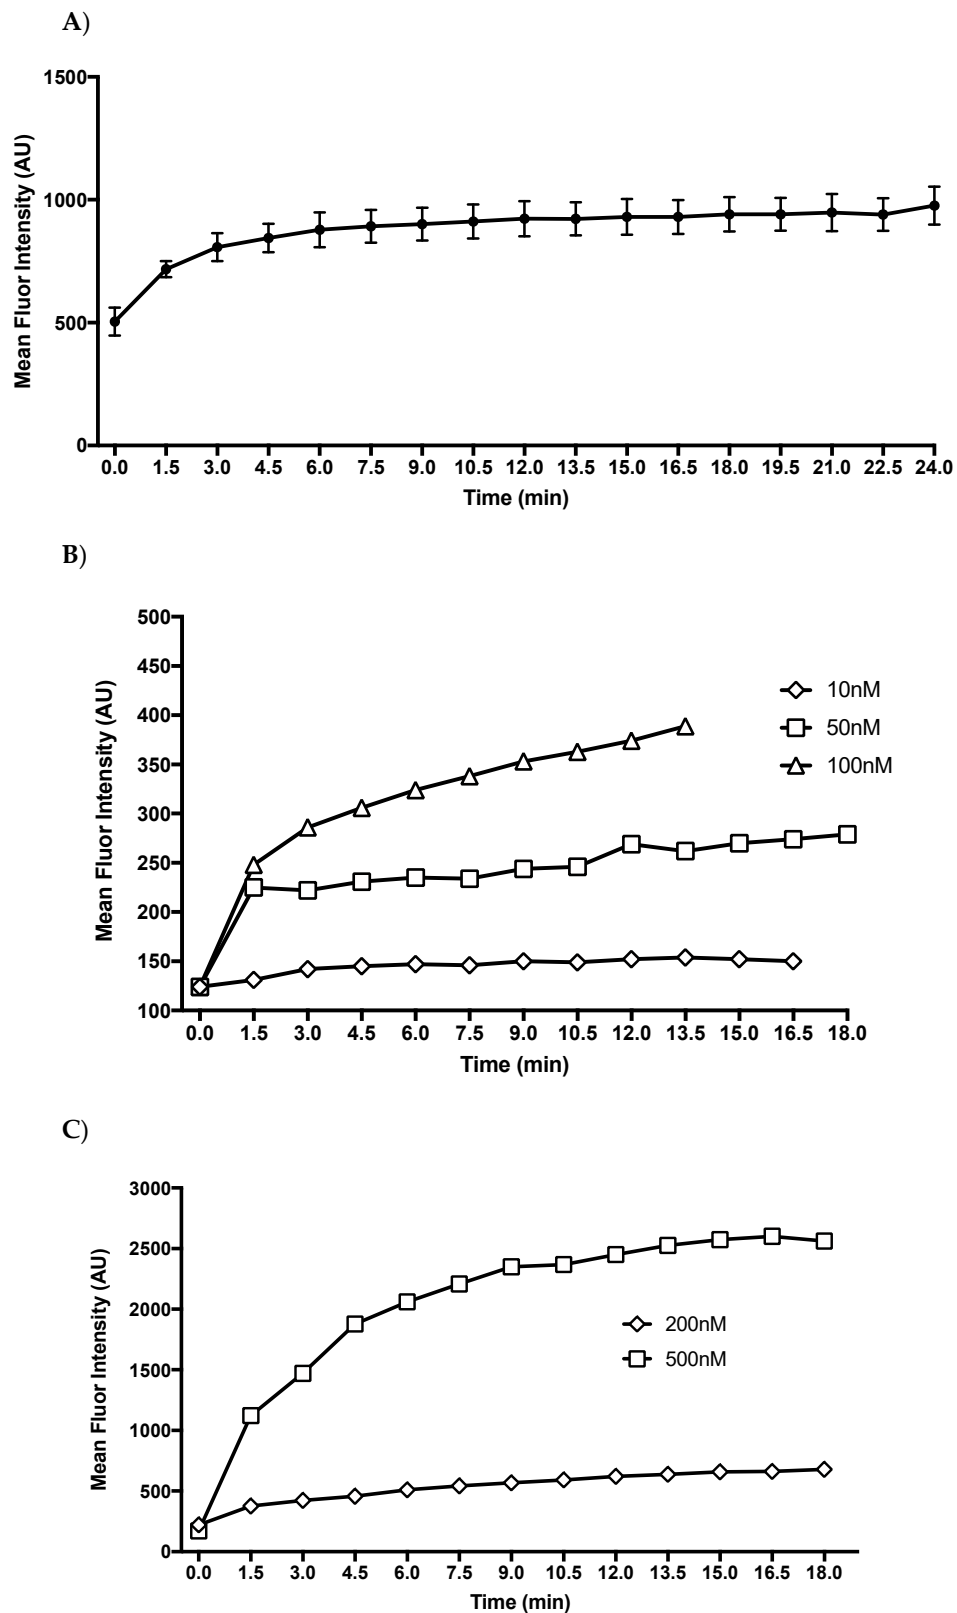 A)
1500
1000
500
0
Mean Fluor Intensity (AU)
0.0 1.5 3.0 4.5 6.0 7.5 9.0 10.5 12.0 13.5 15.0 16.5 18.0 19.5 21.0 22.5 24.0
Time (min)
B)
500
450
400
350
300
250
200
150
100
Mean Fluor Intensity (AU)
10nM
50nM
100nM
0.0 1.5 3.0 4.5 6.0 7.5 9.0 10.5 12.0 13.5 15.0 16.5 18.0
Time (min)
C)
3000
2500
2000
1500
1000
500
0
Mean Fluor Intensity (AU)
200nM
500nM
0.0 1.5 3.0 4.5 6.0 7.5 9.0 10.5 12.0 13.5 15.0 16.5 18.0
Time (min)